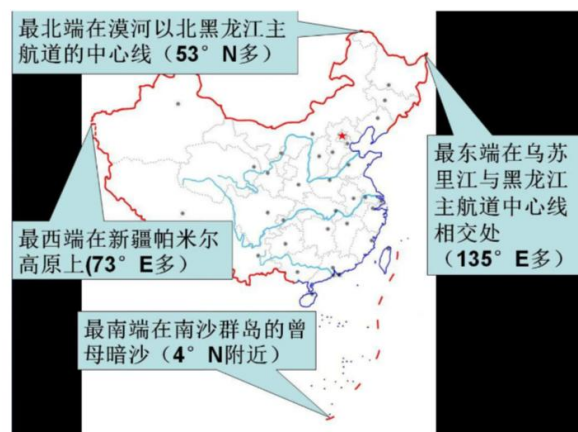 最北端在漠河以北黑龙江主
航道的中心线（53°N多）
最东端在乌苏
里江与黑龙江
主航道中心线
相交处
（135°E多）
最西端在新疆帕米尔
高原上(73°E多）
最南端在南沙群岛的曾
母暗沙（4°N附近）